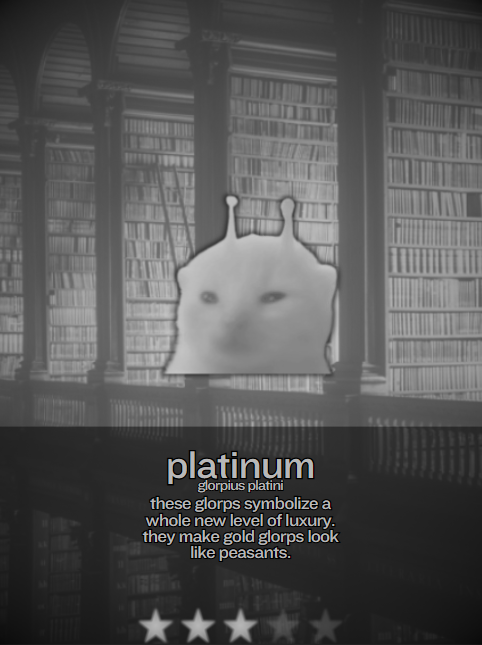 platinum
glorpius platini
these glorps symbolize a
whole new level of luxury.
they make gold glorps look
like peasants.